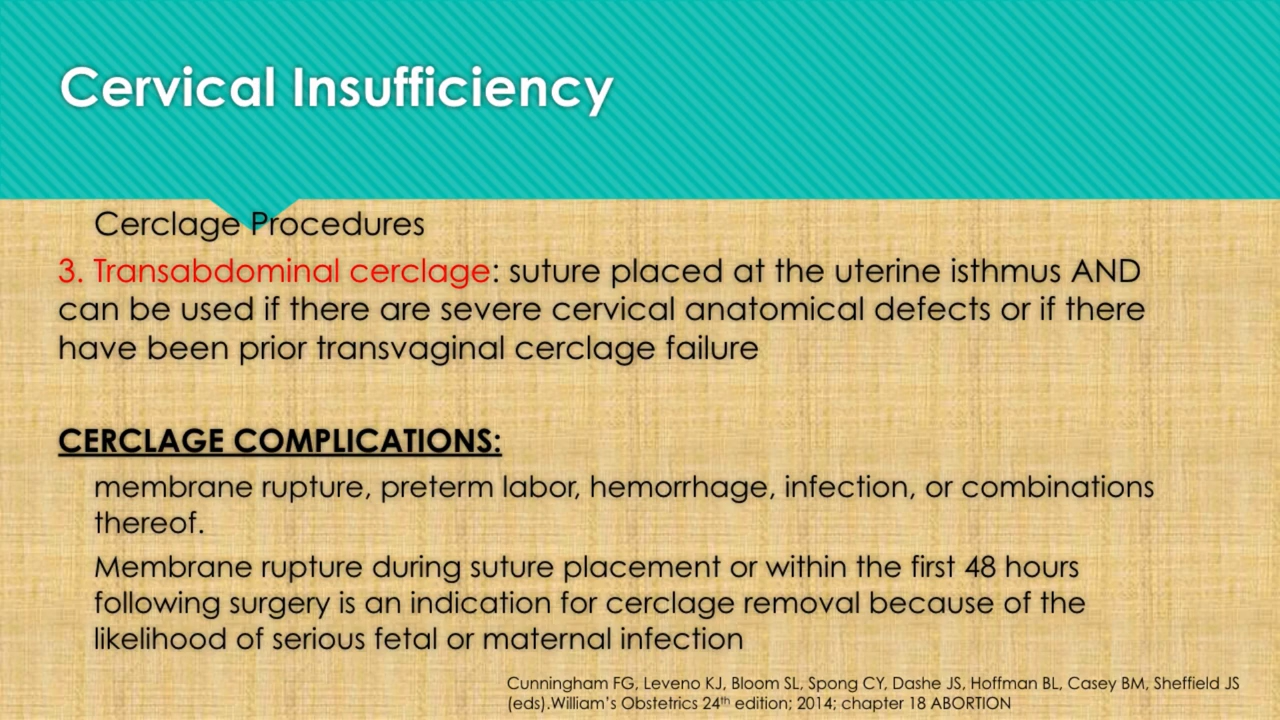 Cervical Insufficiency
Cerclage Procedures
3. Transabdominal cerclage: suture placed at the uterine isthmus AND
can be used if there are severe cervical anatomical defects or if there
have been prior transvaginal cerclage failure
CERCLAGE COMPLICATIONS:
membrane rupture, preterm labor, hemorrhage, infection, or combinations
thereof.
Membrane rupture during suture placement or within the first 48 hours
following surgery is an indication for cerclage removal because of the
likelihood of serious fetal or maternal infection
Cunningham FG, Leveno KJ, Bloom SL, Spong CY, Dashe JS, Hoffman BL, Casey BM, Sheffield JS
(eds).William’s Obstetrics 24th edition; 2014; chapter 18 ABORTION